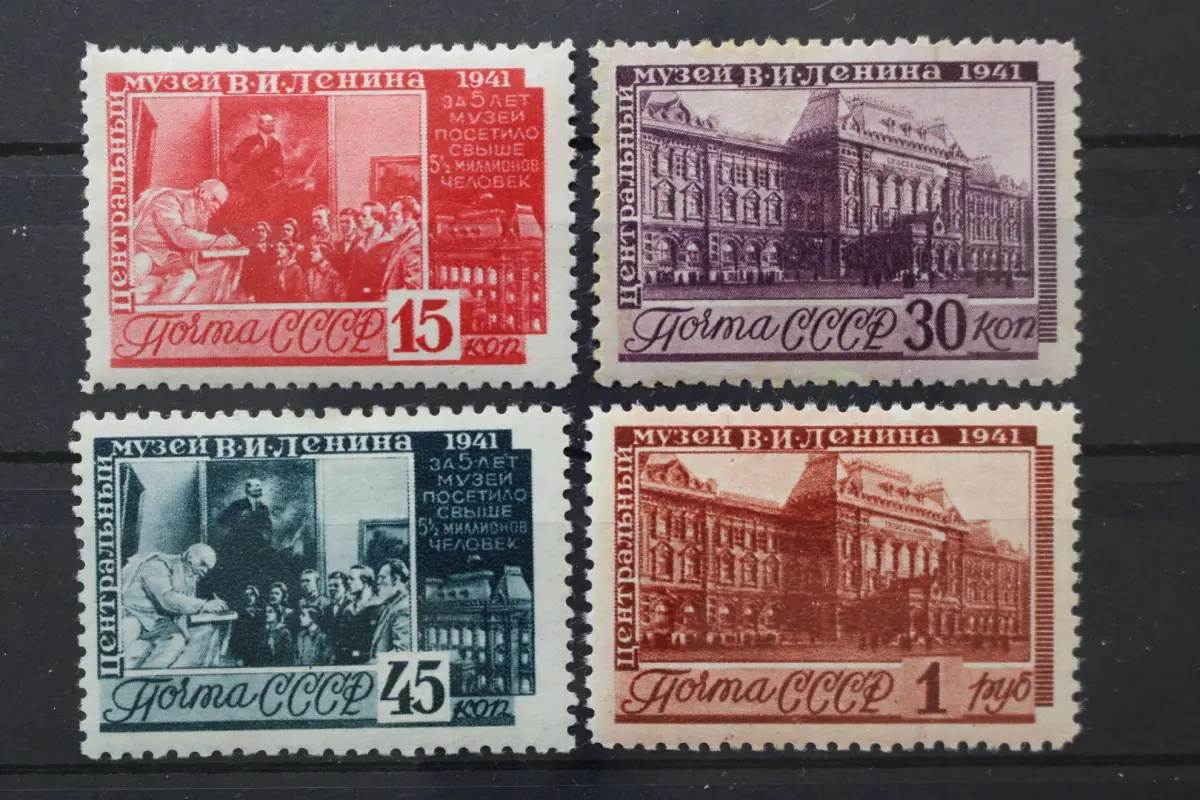 Центральный
музей В.И.Ленина 1941
За 5 лет
музей
посетило
свыше
5½ миллионов
человек
Почта СССР 15 коп
Центральный
музей В.И.Ленина 1941
Почта СССР 30 коп
Центральный
музей В.И.Ленина 1941
За 5 лет
музей
посетило
свыше
5½ миллионов
человек
Почта СССР 45 коп
Центральный
музей В.И.Ленина 1941
Почта СССР 1 руб